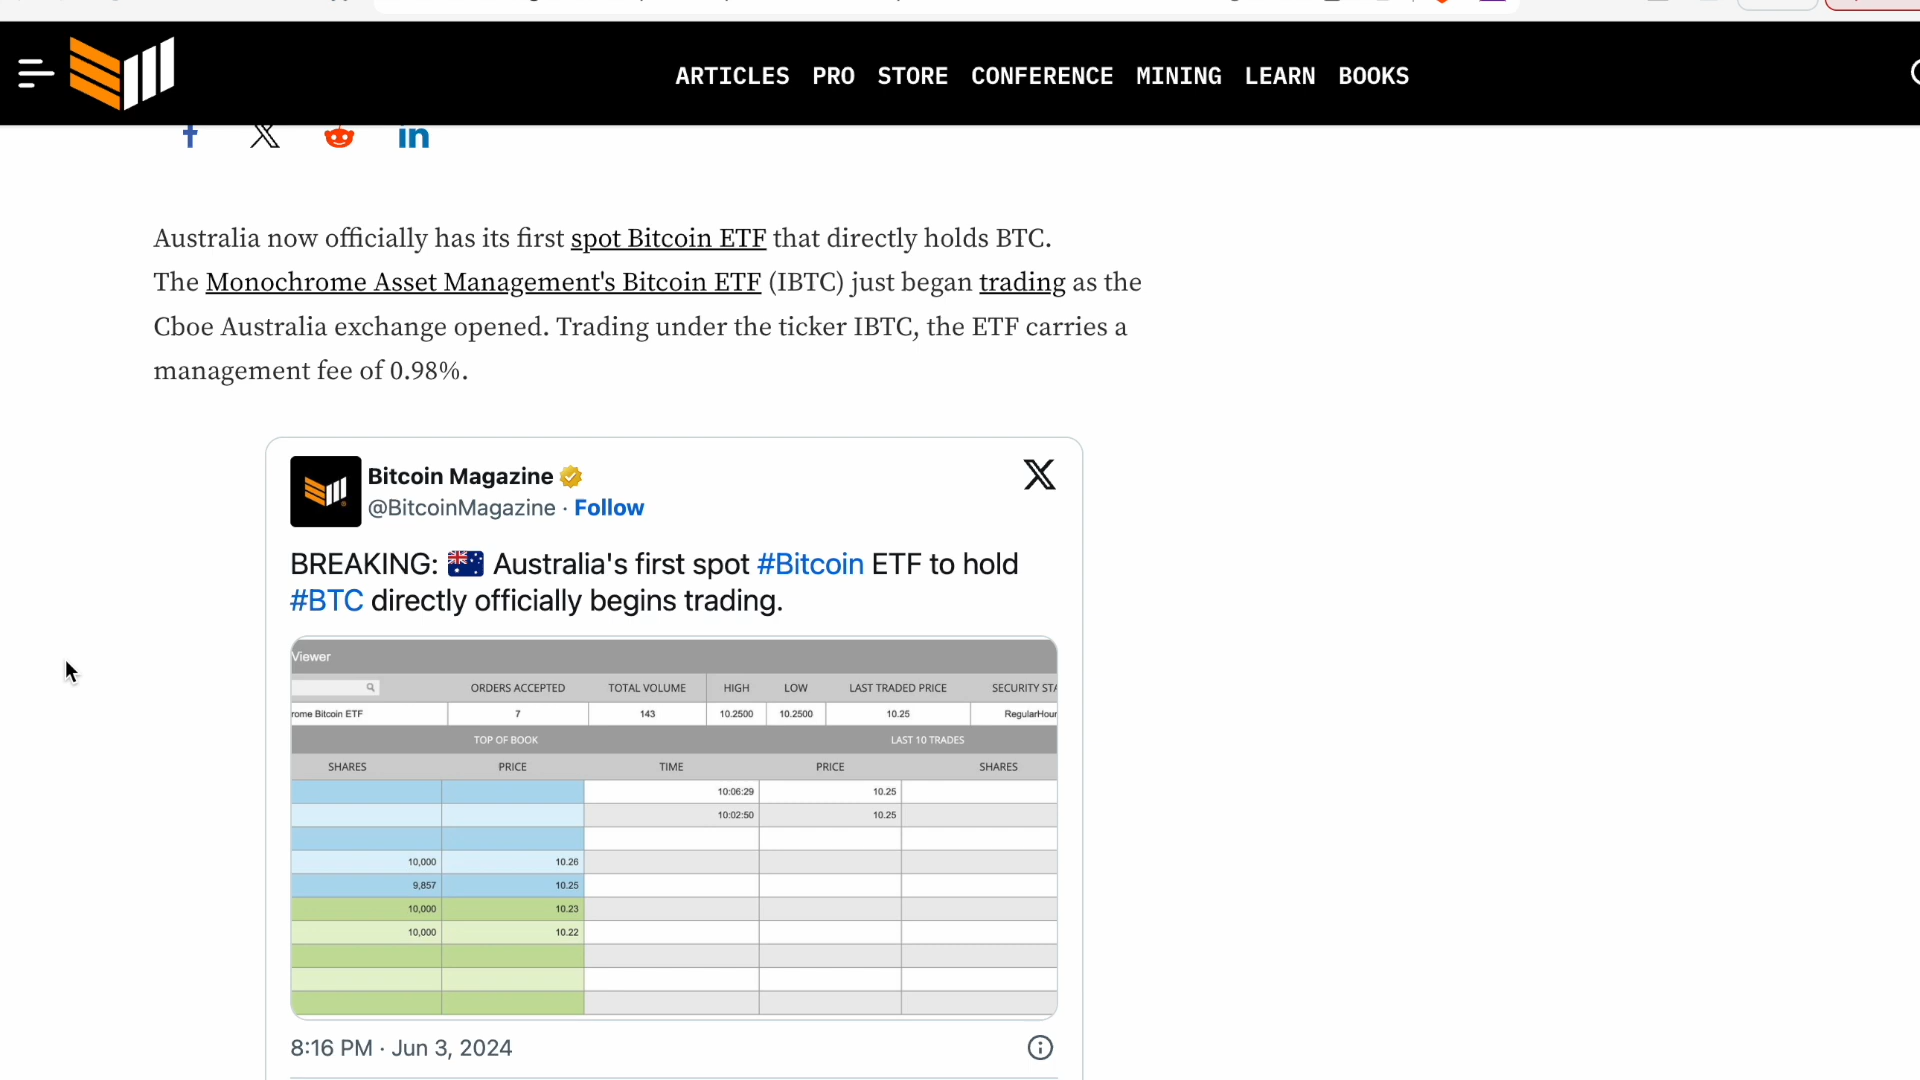 ARTICLES PRO STORE CONFERENCE MINING LEARN BOOKS
Australia now officially has its first spot Bitcoin ETF that directly holds BTC.
The Monochrome Asset Management's Bitcoin ETF (IBTC) just began trading as the
Cboe Australia exchange opened. Trading under the ticker IBTC, the ETF carries a
management fee of 0.98%.
Bitcoin Magazine
@BitcoinMagazine · Follow
BREAKING: 🇦🇺 Australia's first spot #Bitcoin ETF to hold
#BTC directly officially begins trading.
Viewer
ORDERS ACCEPTED TOTAL VOLUME HIGH LOW LAST TRADED PRICE SECURITY STA
rome Bitcoin ETF 7 143 10.2500 10.2500 10.25 RegularHour
TOP OF BOOK LAST 10 TRADES
SHARES PRICE TIME PRICE SHARES
10:06:29 10.25
10:02:50 10.25
10,000 10.26
9,857 10.25
10,000 10.23
10,000 10.22
8:16 PM · Jun 3, 2024